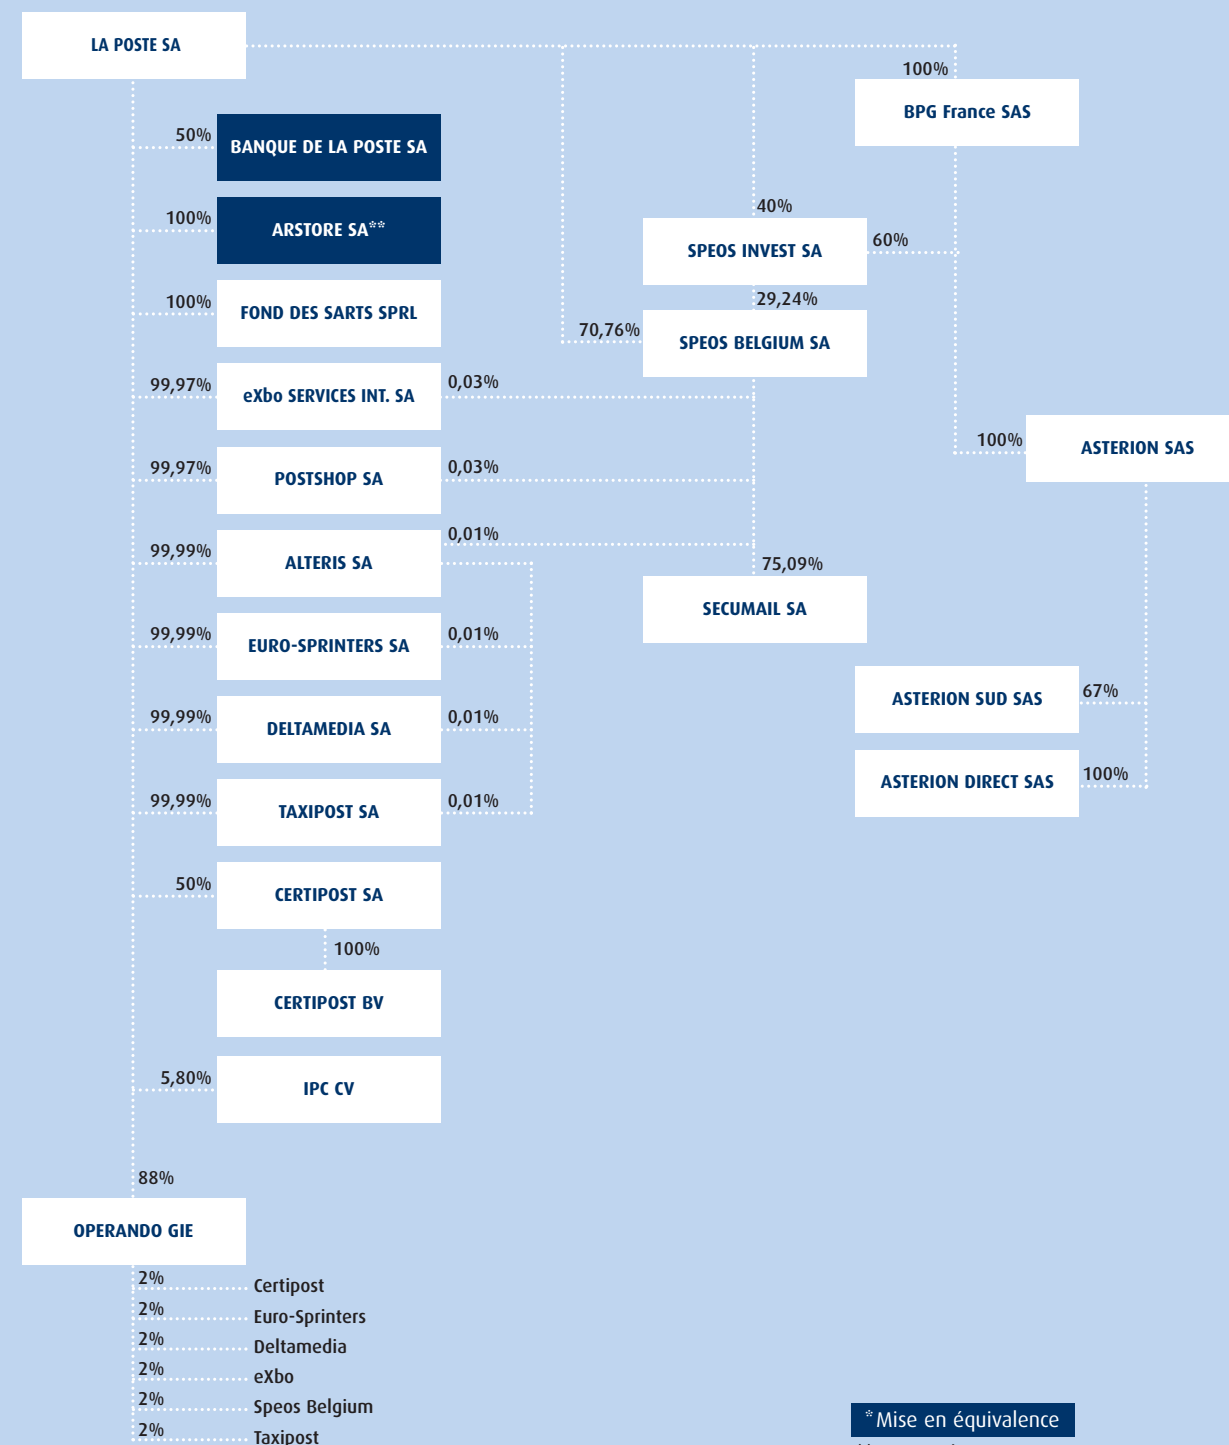 LA POSTE SA
100%
BPG France SAS
50%
BANQUE DE LA POSTE SA
100%
ARSTORE SA**
40%
SPEOS INVEST SA
60%
100%
FOND DES SARTS SPRL
29,24%
70,76%
SPEOS BELGIUM SA
99,97%
eXbo SERVICES INT. SA
0,03%
100%
ASTERION SAS
99,97%
POSTSHOP SA
0,03%
99,99%
ALTERIS SA
0,01%
75,09%
SECUMAIL SA
99,99%
EURO-SPRINTERS SA
0,01%
ASTERION SUD SAS
67%
99,99%
DELTAMEDIA SA
0,01%
ASTERION DIRECT SAS
100%
99,99%
TAXIPOST SA
0,01%
50%
CERTIPOST SA
100%
CERTIPOST BV
5,80%
IPC CV
88%
OPERANDO GIE
2%
Certipost
2%
Euro-Sprinters
2%
Deltamedia
2%
eXbo
2%
Speos Belgium
2%
Taxipost
*Mise en équivalence